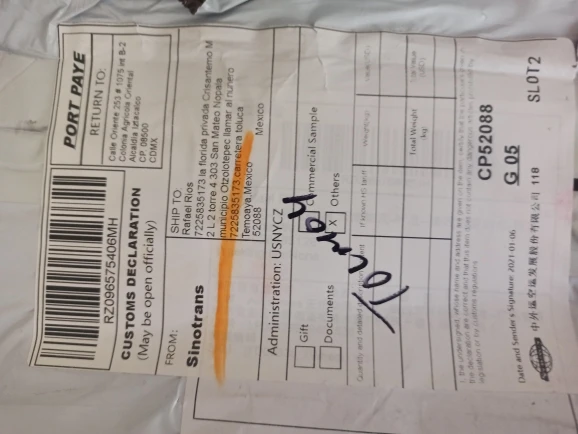 RZ096575406MH
PORT PAYE
RETURN TO:
Calle Oriente 253 # 1075 int B-2
Colonia Agricola Oriental
Alcaldia Iztacalco
CP. 08500
CDMX
CUSTOMS DECLARATION
(May be open officially)
FROM:
Sinotrans
SHIP TO
Rafael Rios
7225835173 la florida privada Crisantemo M
2 L 2 torre 4 303 San Mateo Nopala
municipio Otzolotepec llamar al numero
7225835173 carretera toluca
Temoaya,Mexico
52088
Mexico
Administration: USNYCZ
Gift
Commercial Sample
Documents
X
Others
Total Weight
(kg)
CP52088
G 05
Date and Sender's Signature 2021-01-06
SLOT2
中外运空运发展股份有限公司 118